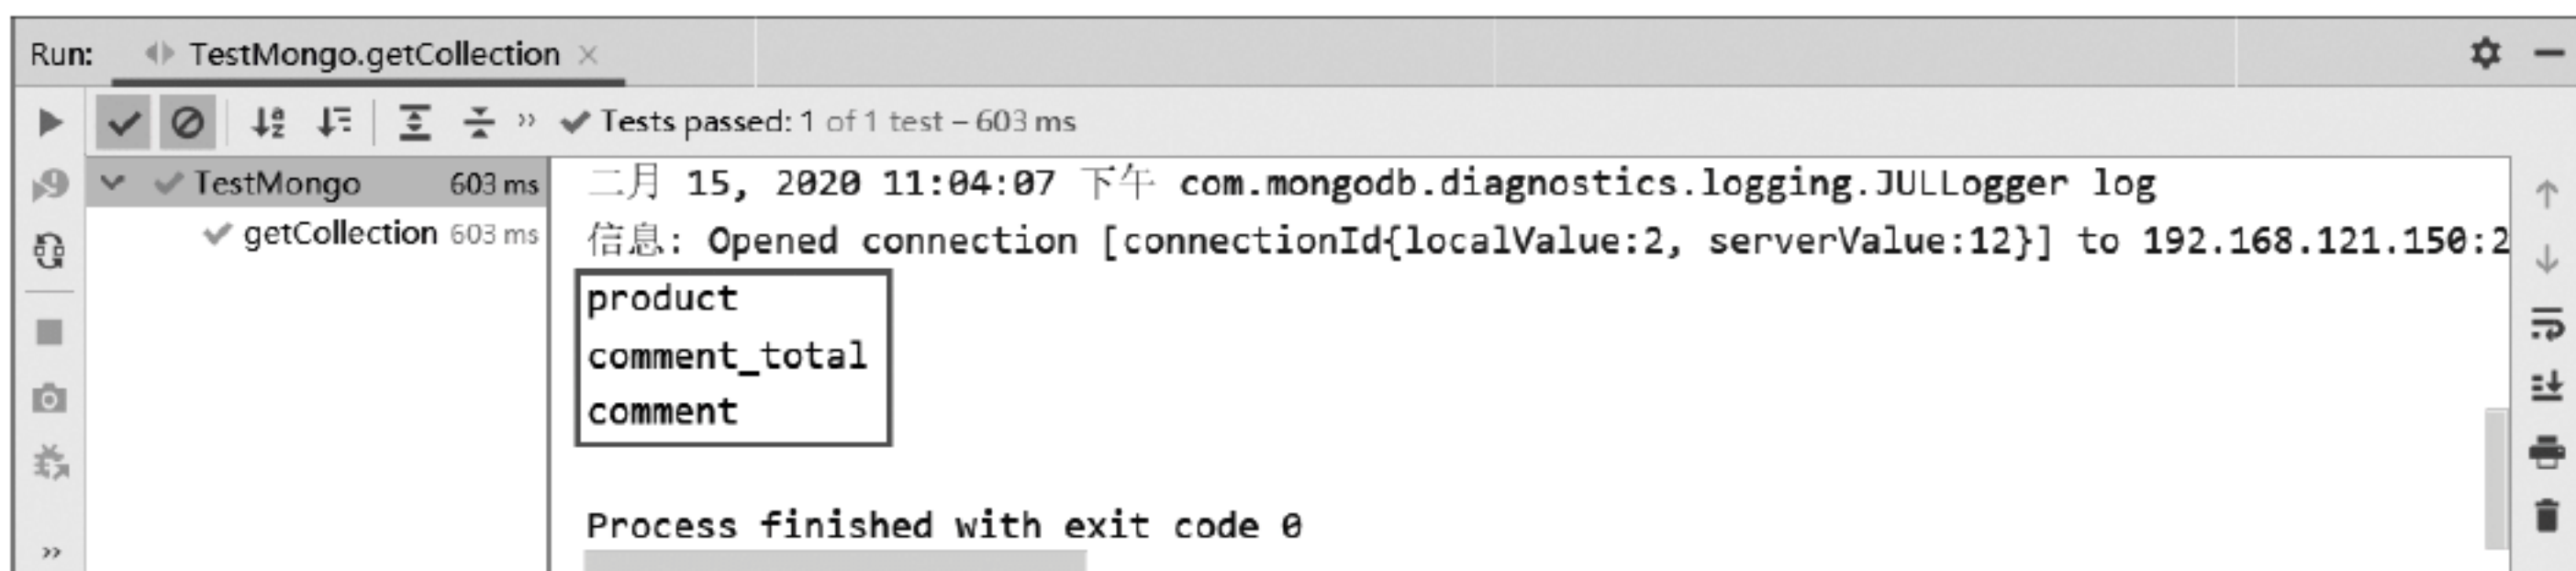 Run: TestMongo.getCollection ×
Tests passed: 1 of 1 test – 603 ms
TestMongo 603 ms
getCollection 603 ms
二月 15, 2020 11:04:07 下午 com.mongodb.diagnostics.logging.JULLogger log
信息: Opened connection [connectionId{localValue:2, serverValue:12}] to 192.168.121.150:2
product
comment_total
comment
Process finished with exit code 0